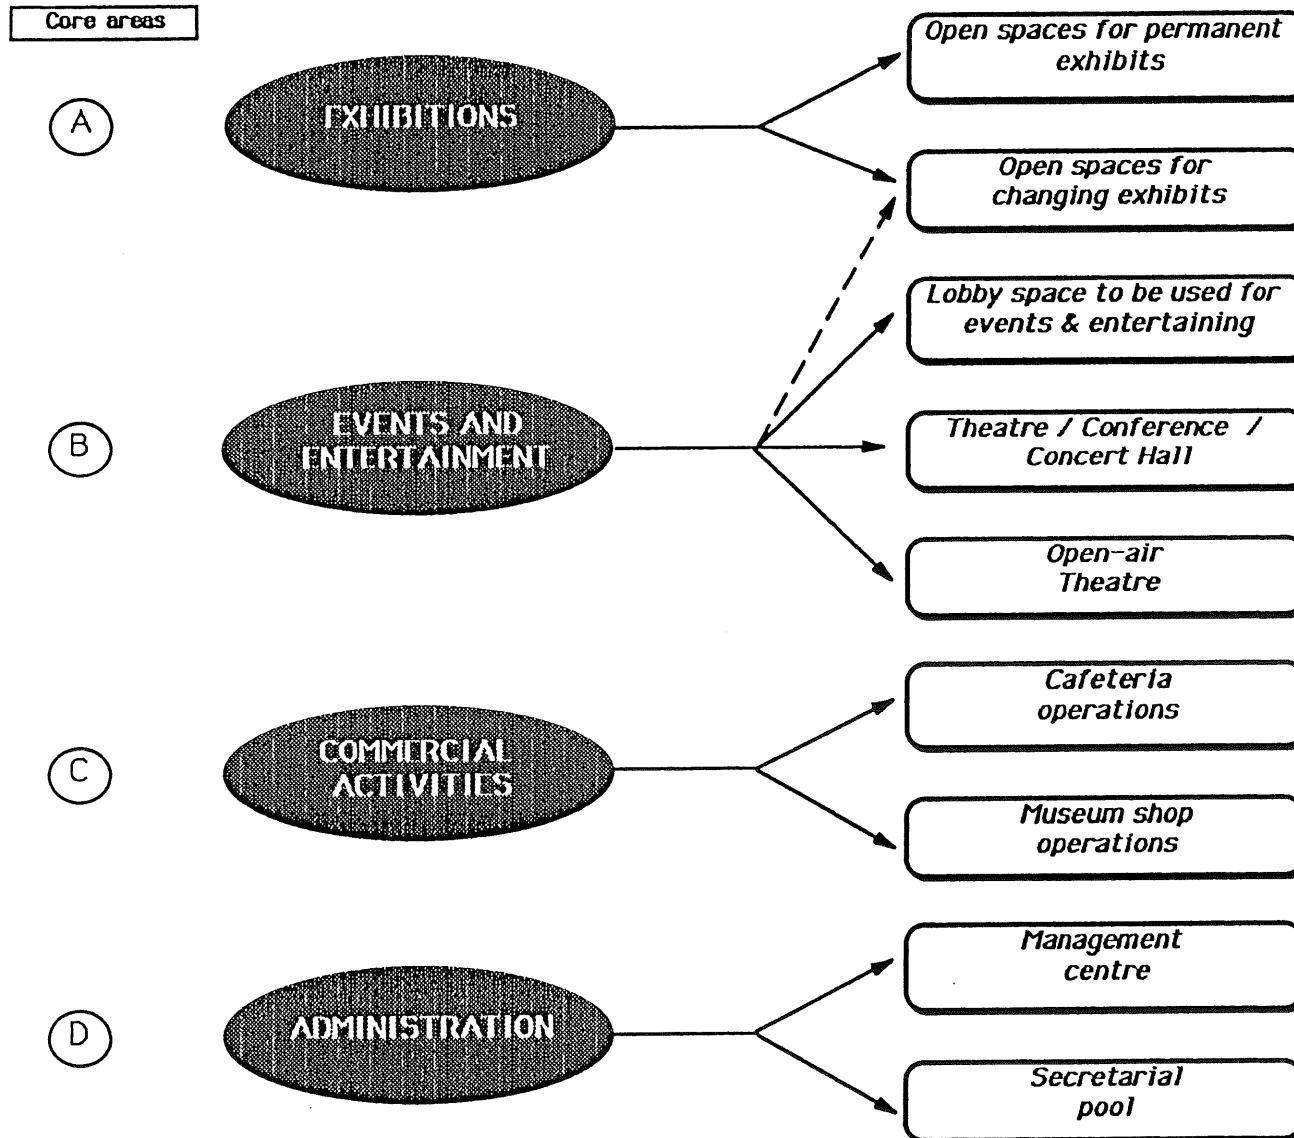 Core areas
A
EXHIBITIONS
Open spaces for permanent
exhibits
Open spaces for
changing exhibits
B
EVENTS AND
ENTERTAINMENT
Lobby space to be used for
events & entertaining
Theatre / Conference /
Concert Hall
Open-air
Theatre
C
COMMERCIAL
ACTIVITIES
Cafeteria
operations
Museum shop
operations
D
ADMINISTRATION
Management
centre
Secretarial
pool